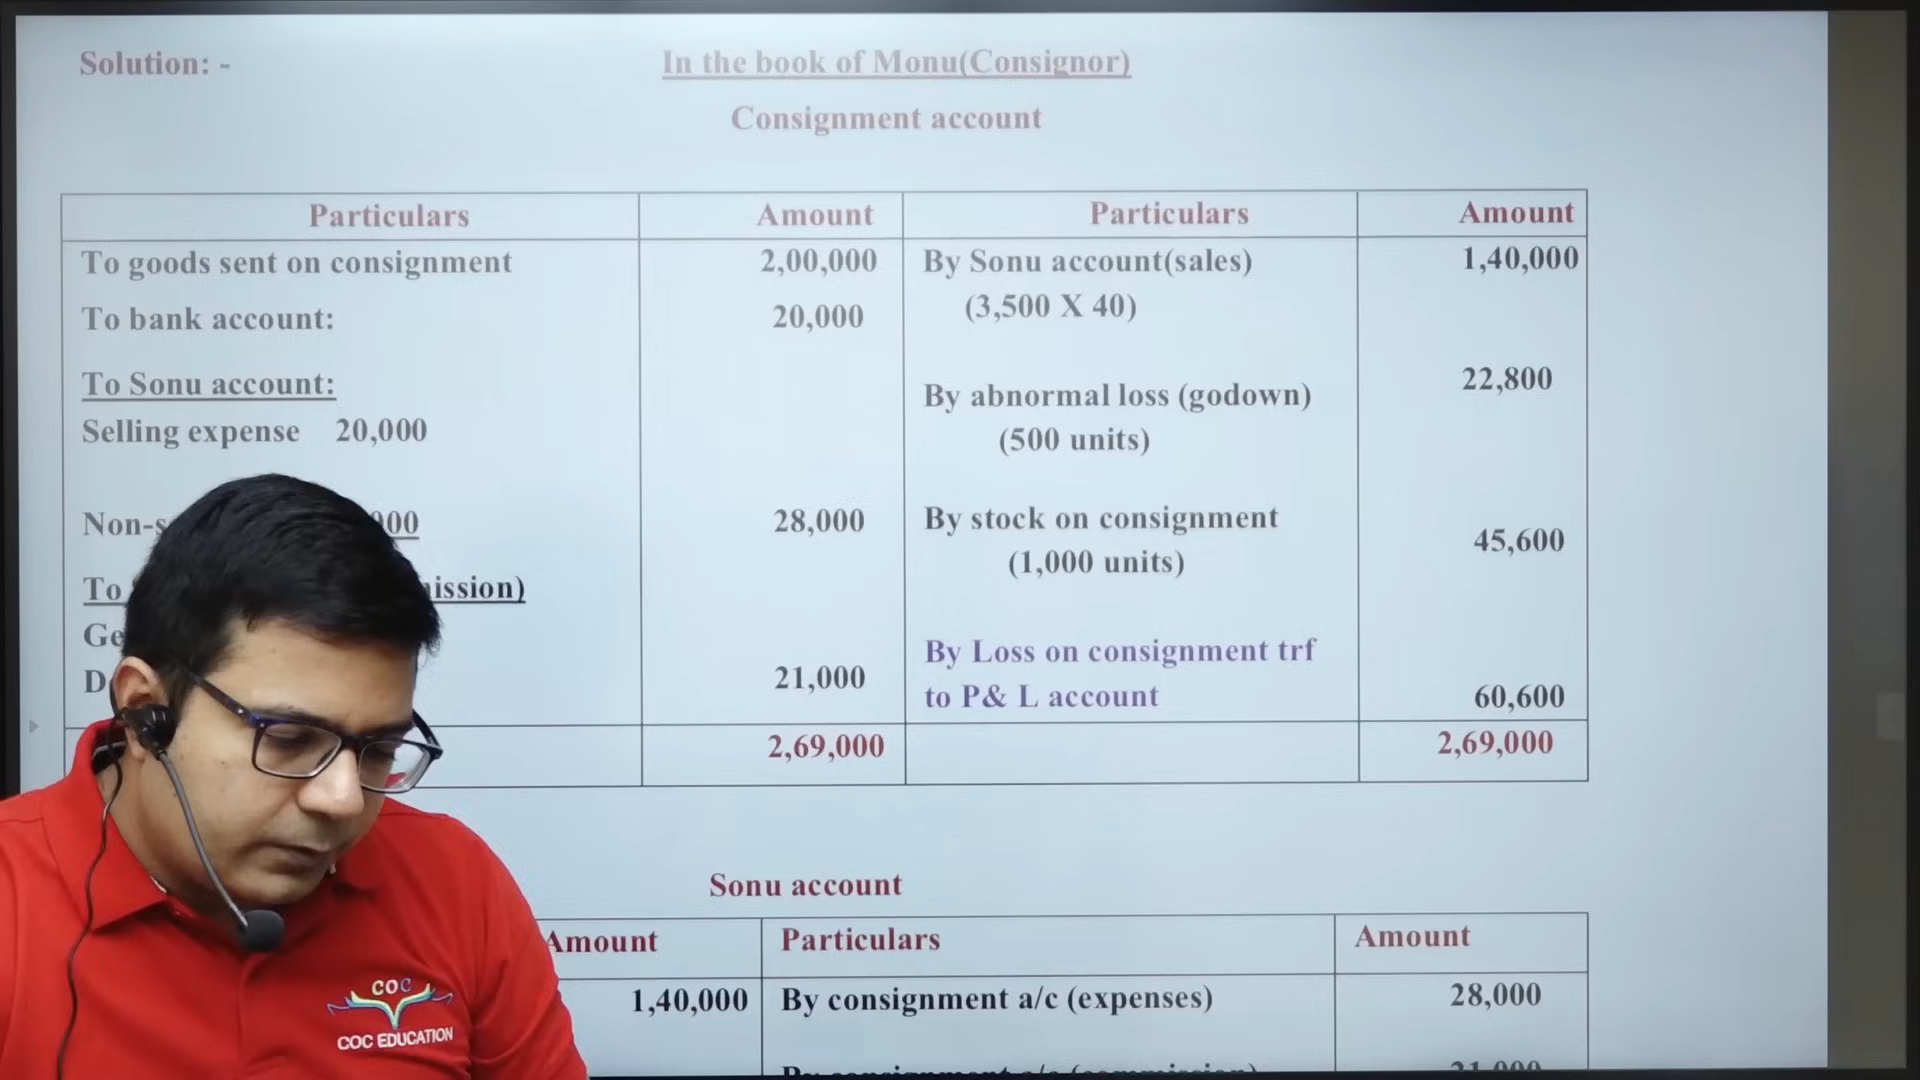 Solution: -
In the book of Monu(Consignor)
Consignment account
Particulars Amount Particulars Amount
To goods sent on consignment 2,00,000 By Sonu account(sales) 1,40,000
(3,500 X 40)
To bank account: 20,000
To Sonu account:
By abnormal loss (godown) 22,800
Selling expense 20,000
(500 units)
28,000 By stock on consignment
(1,000 units) 45,600
To
21,000 By Loss on consignment trf
to P& L account 60,600
2,69,000 2,69,000
Sonu account
Amount Particulars Amount
1,40,000 By consignment a/c (expenses) 28,000
COC
COC EDUCATION